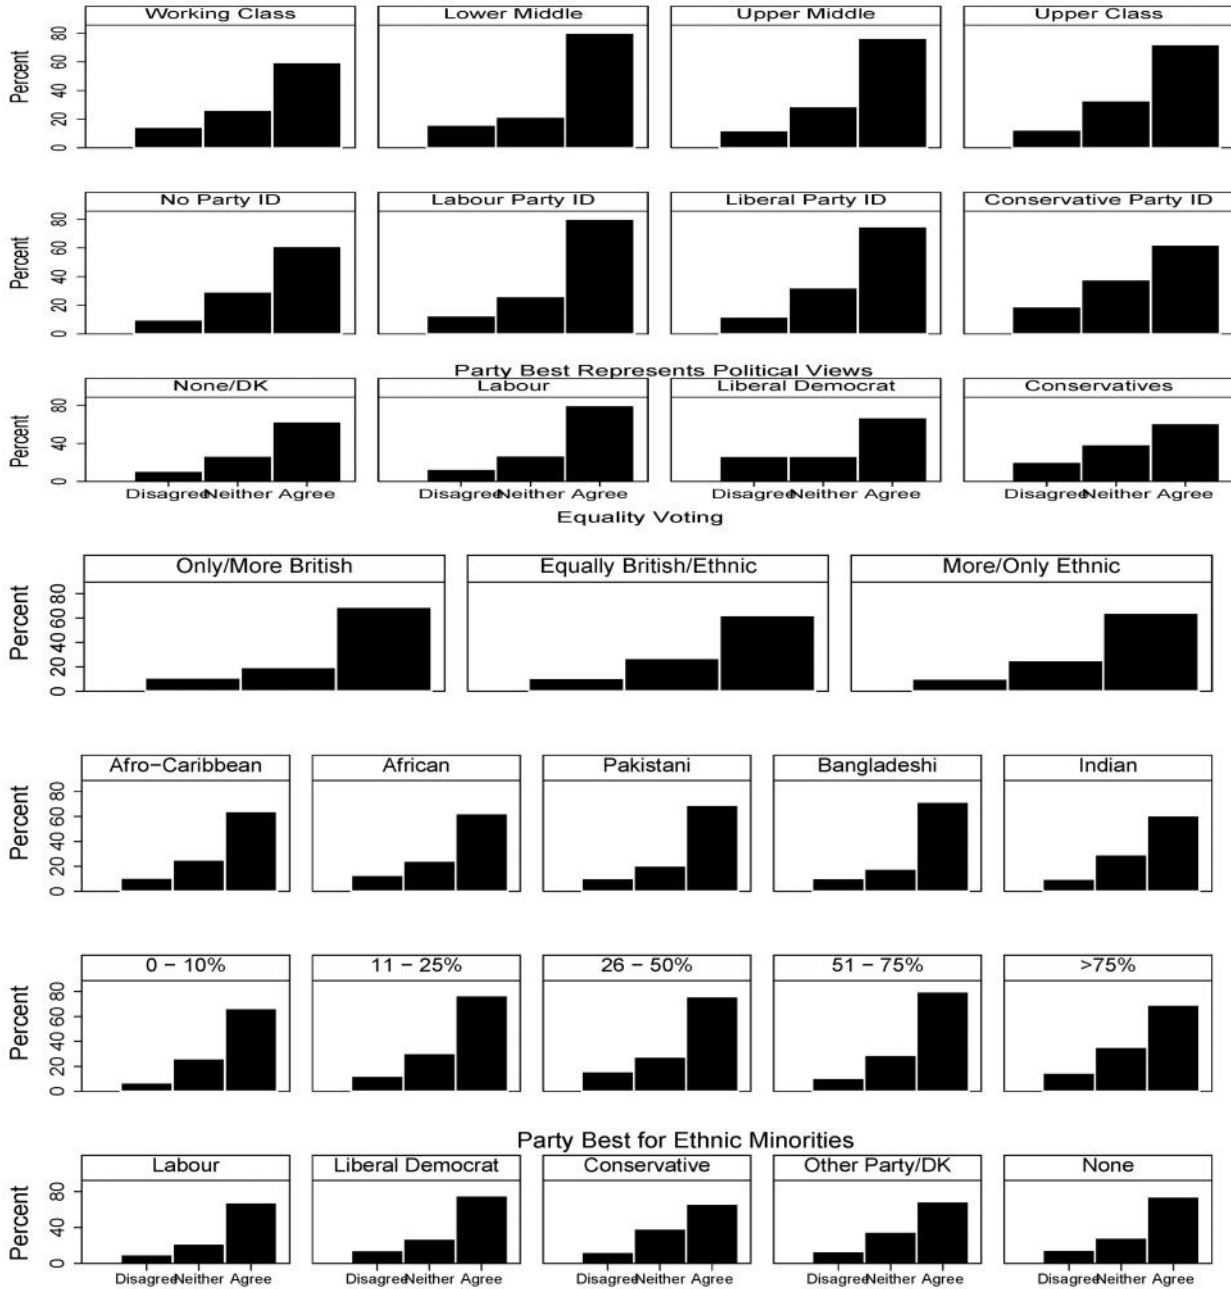 Working Class Lower Middle Upper Middle Upper Class
Percent
0 20 40 60 80
No Party ID Labour Party ID Liberal Party ID Conservative Party ID
Percent
0 20 40 60 80
Party Best Represents Political Views
None/DK Labour Liberal Democrat Conservatives
Percent
0 40 80
Disagree Neither Agree Disagree Neither Agree Disagree Neither Agree Disagree Neither Agree
Equality Voting
Only/More British Equally British/Ethnic More/Only Ethnic
Percent
0 20 40 60 80
Afro-Caribbean African Pakistani Bangladeshi Indian
Percent
0 20 40 60 80
0 - 10% 11 - 25% 26 - 50% 51 - 75% >75%
Percent
0 20 40 60 80
Party Best for Ethnic Minorities
Labour Liberal Democrat Conservative Other Party/DK None
Percent
0 40 80
Disagree Neither Agree Disagree Neither Agree Disagree Neither Agree Disagree Neither Agree Disagree Neither Agree